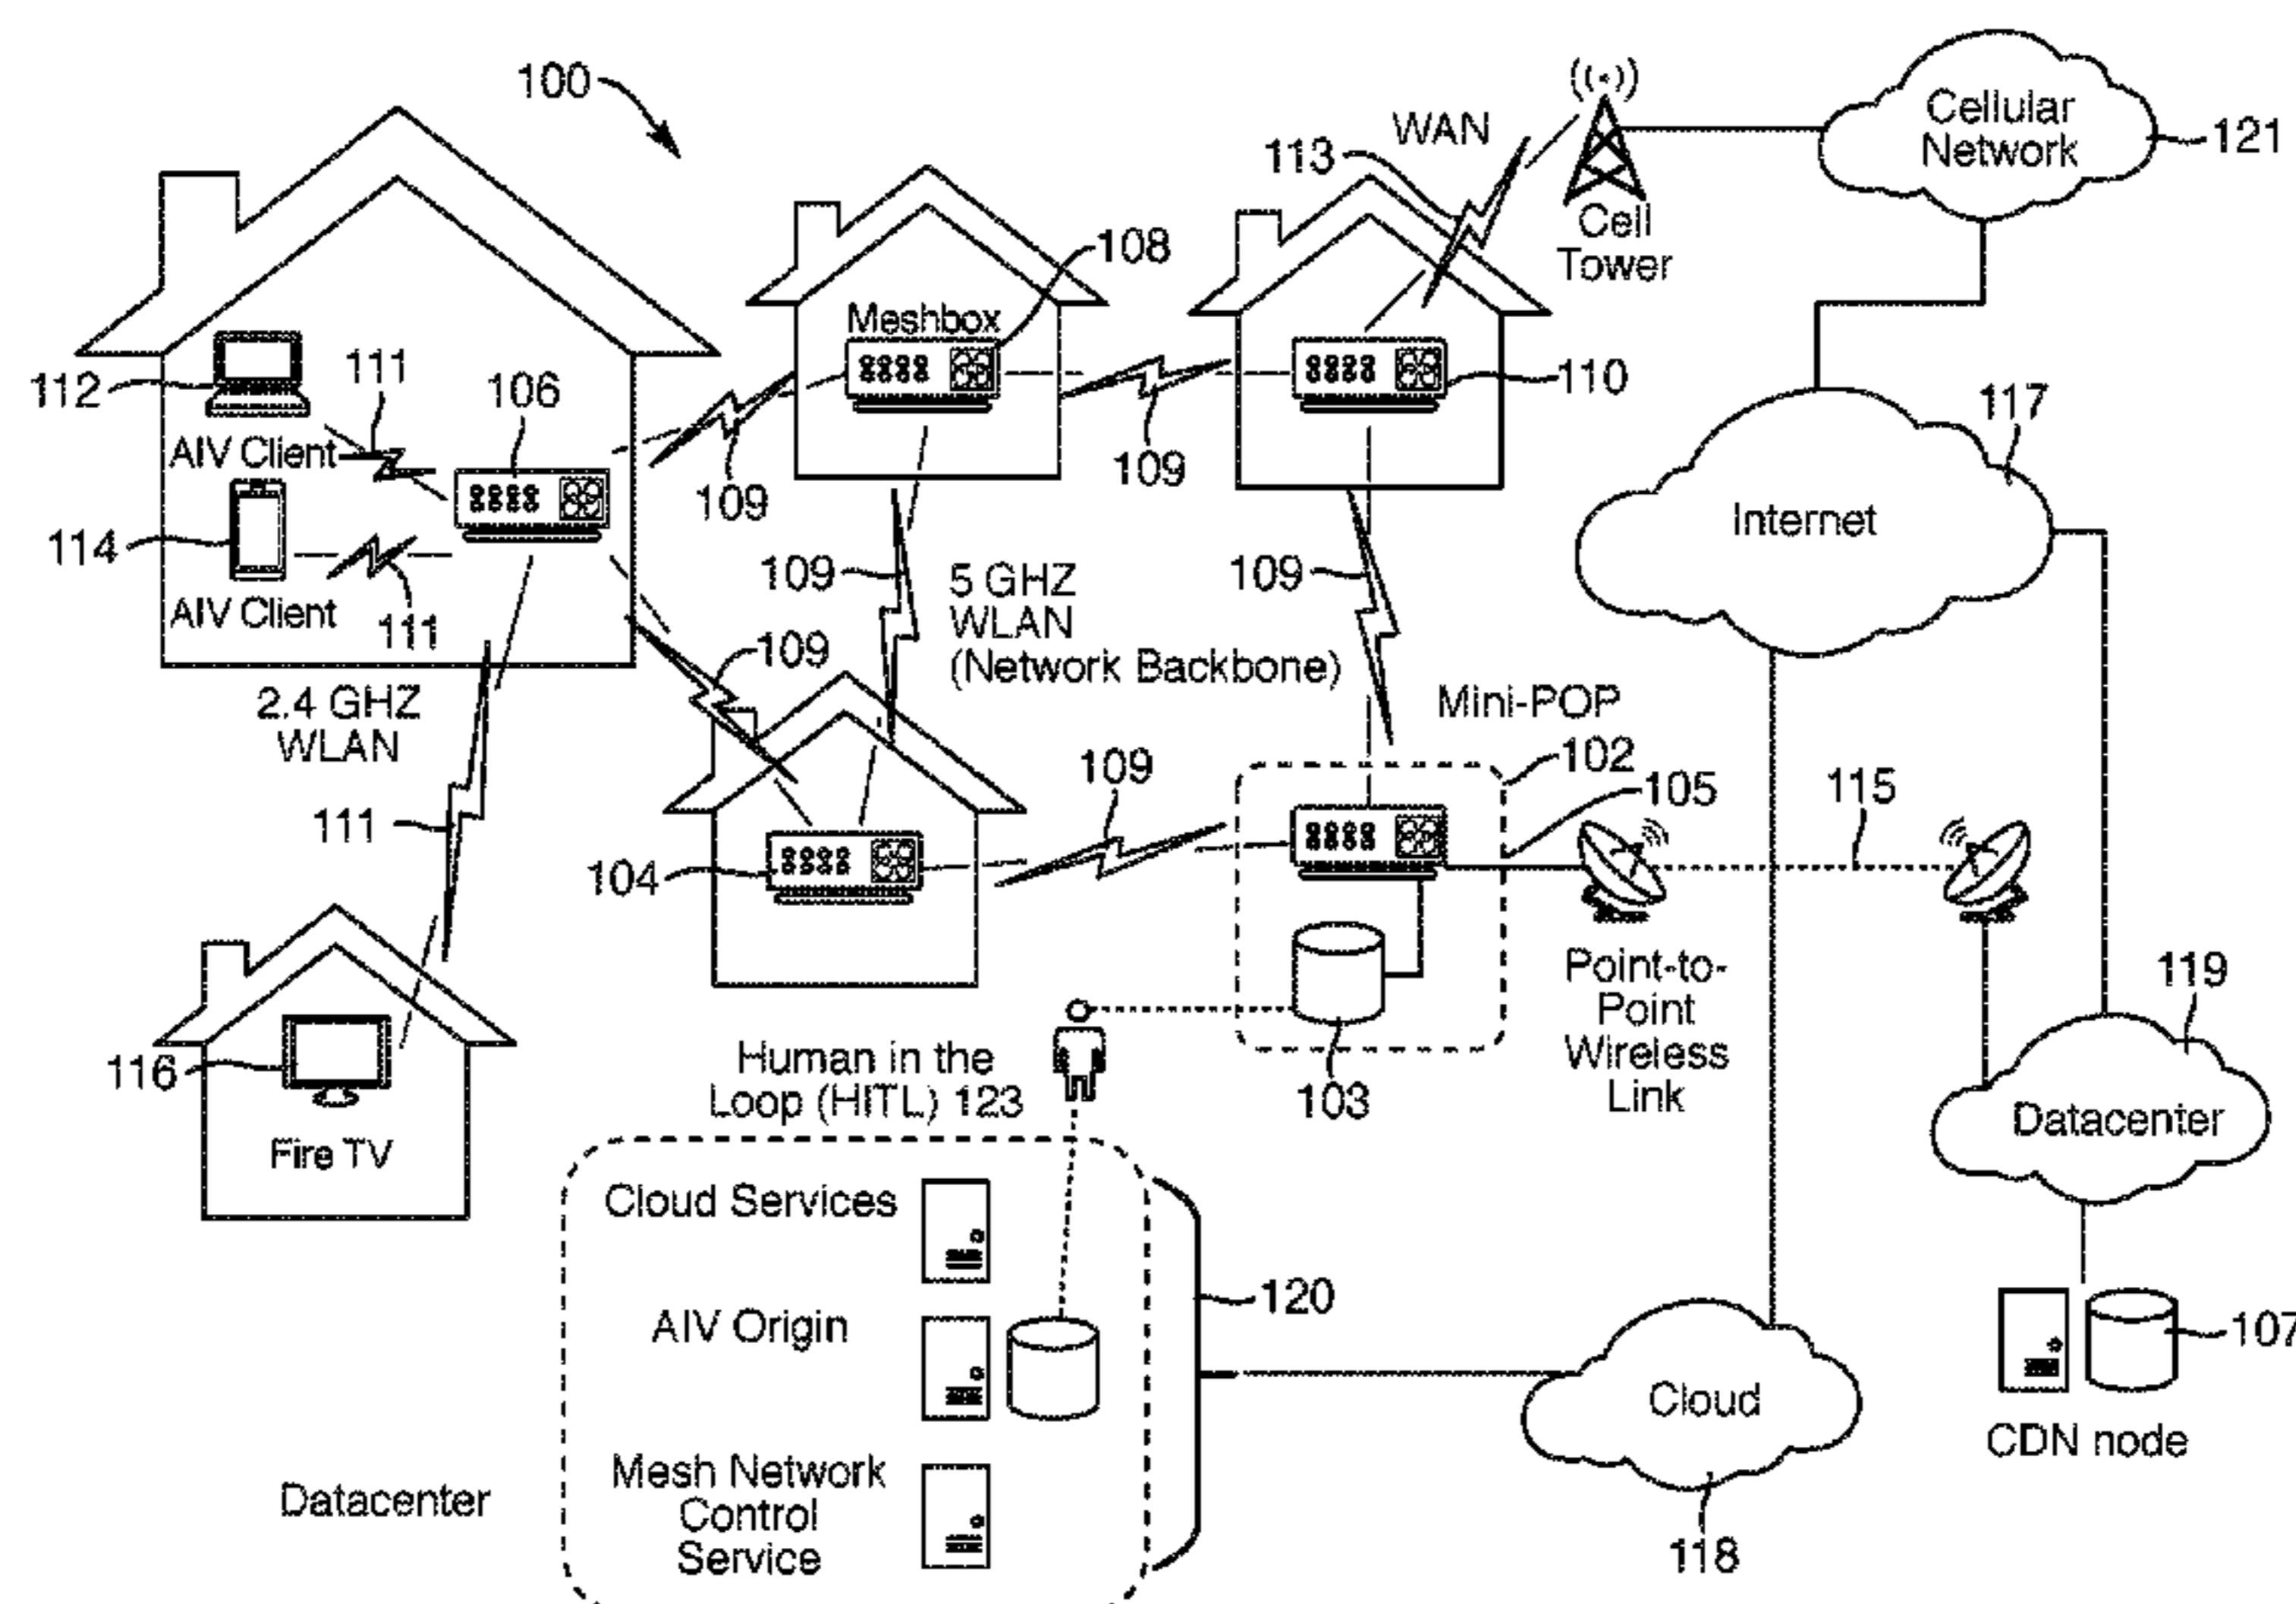 100
WAN
Cellular
Network
121
113
Cell
Tower
108
Meshbox
110
112
111
106
AIV Client
109
109
117
Internet
114
AIV Client
111
109
5 GHZ
WLAN
(Network Backbone)
109
109
2.4 GHZ
WLAN
Mini-POP
102
105
115
109
111
104
Point-to-
Point
Wireless
Link
119
116
Human in the
Loop (HITL) 123
103
Datacenter
Fire TV
Cloud Services
120
AIV Origin
107
Cloud
CDN node
Mesh Network
Control
Service
Datacenter
118